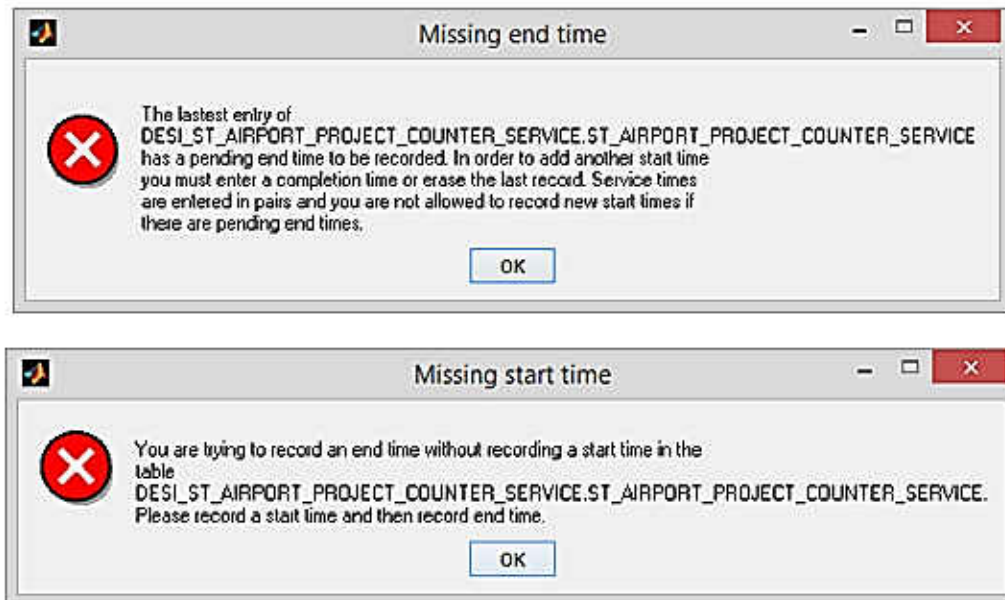 Missing end time
The lastest entry of
DESI_ST_AIRPORT_PROJECT_COUNTER_SERVICE.ST_AIRPORT_PROJECT_COUNTER_SERVICE
has a pending end time to be recorded. In order to add another start time
you must enter a completion time or erase the last record. Service times
are entered in pairs and you are not allowed to record new start times if
there are pending end times.
OK
Missing start time
You are trying to record an end time without recording a start time in the
table
DESI_ST_AIRPORT_PROJECT_COUNTER_SERVICE.ST_AIRPORT_PROJECT_COUNTER_SERVICE.
Please record a start time and then record end time.
OK